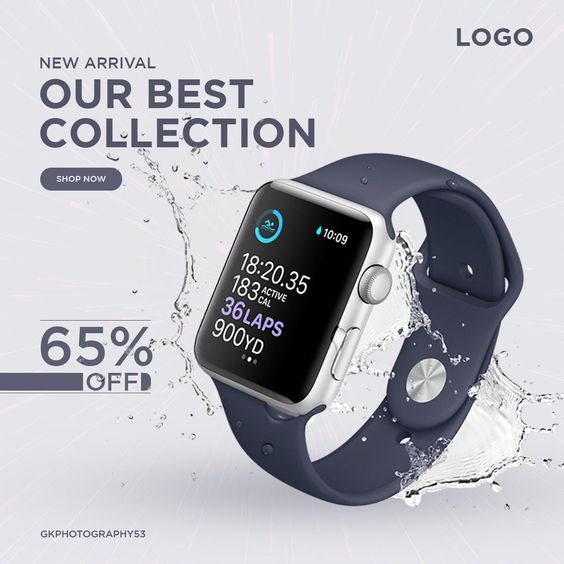 LOGO
NEW ARRIVAL
OUR BEST
COLLECTION
SHOP NOW
10:09
18:20.35
183 ACTIVE CAL
36LAPS
900YD
65%
OFF
GKPHOTOGRAPHY53